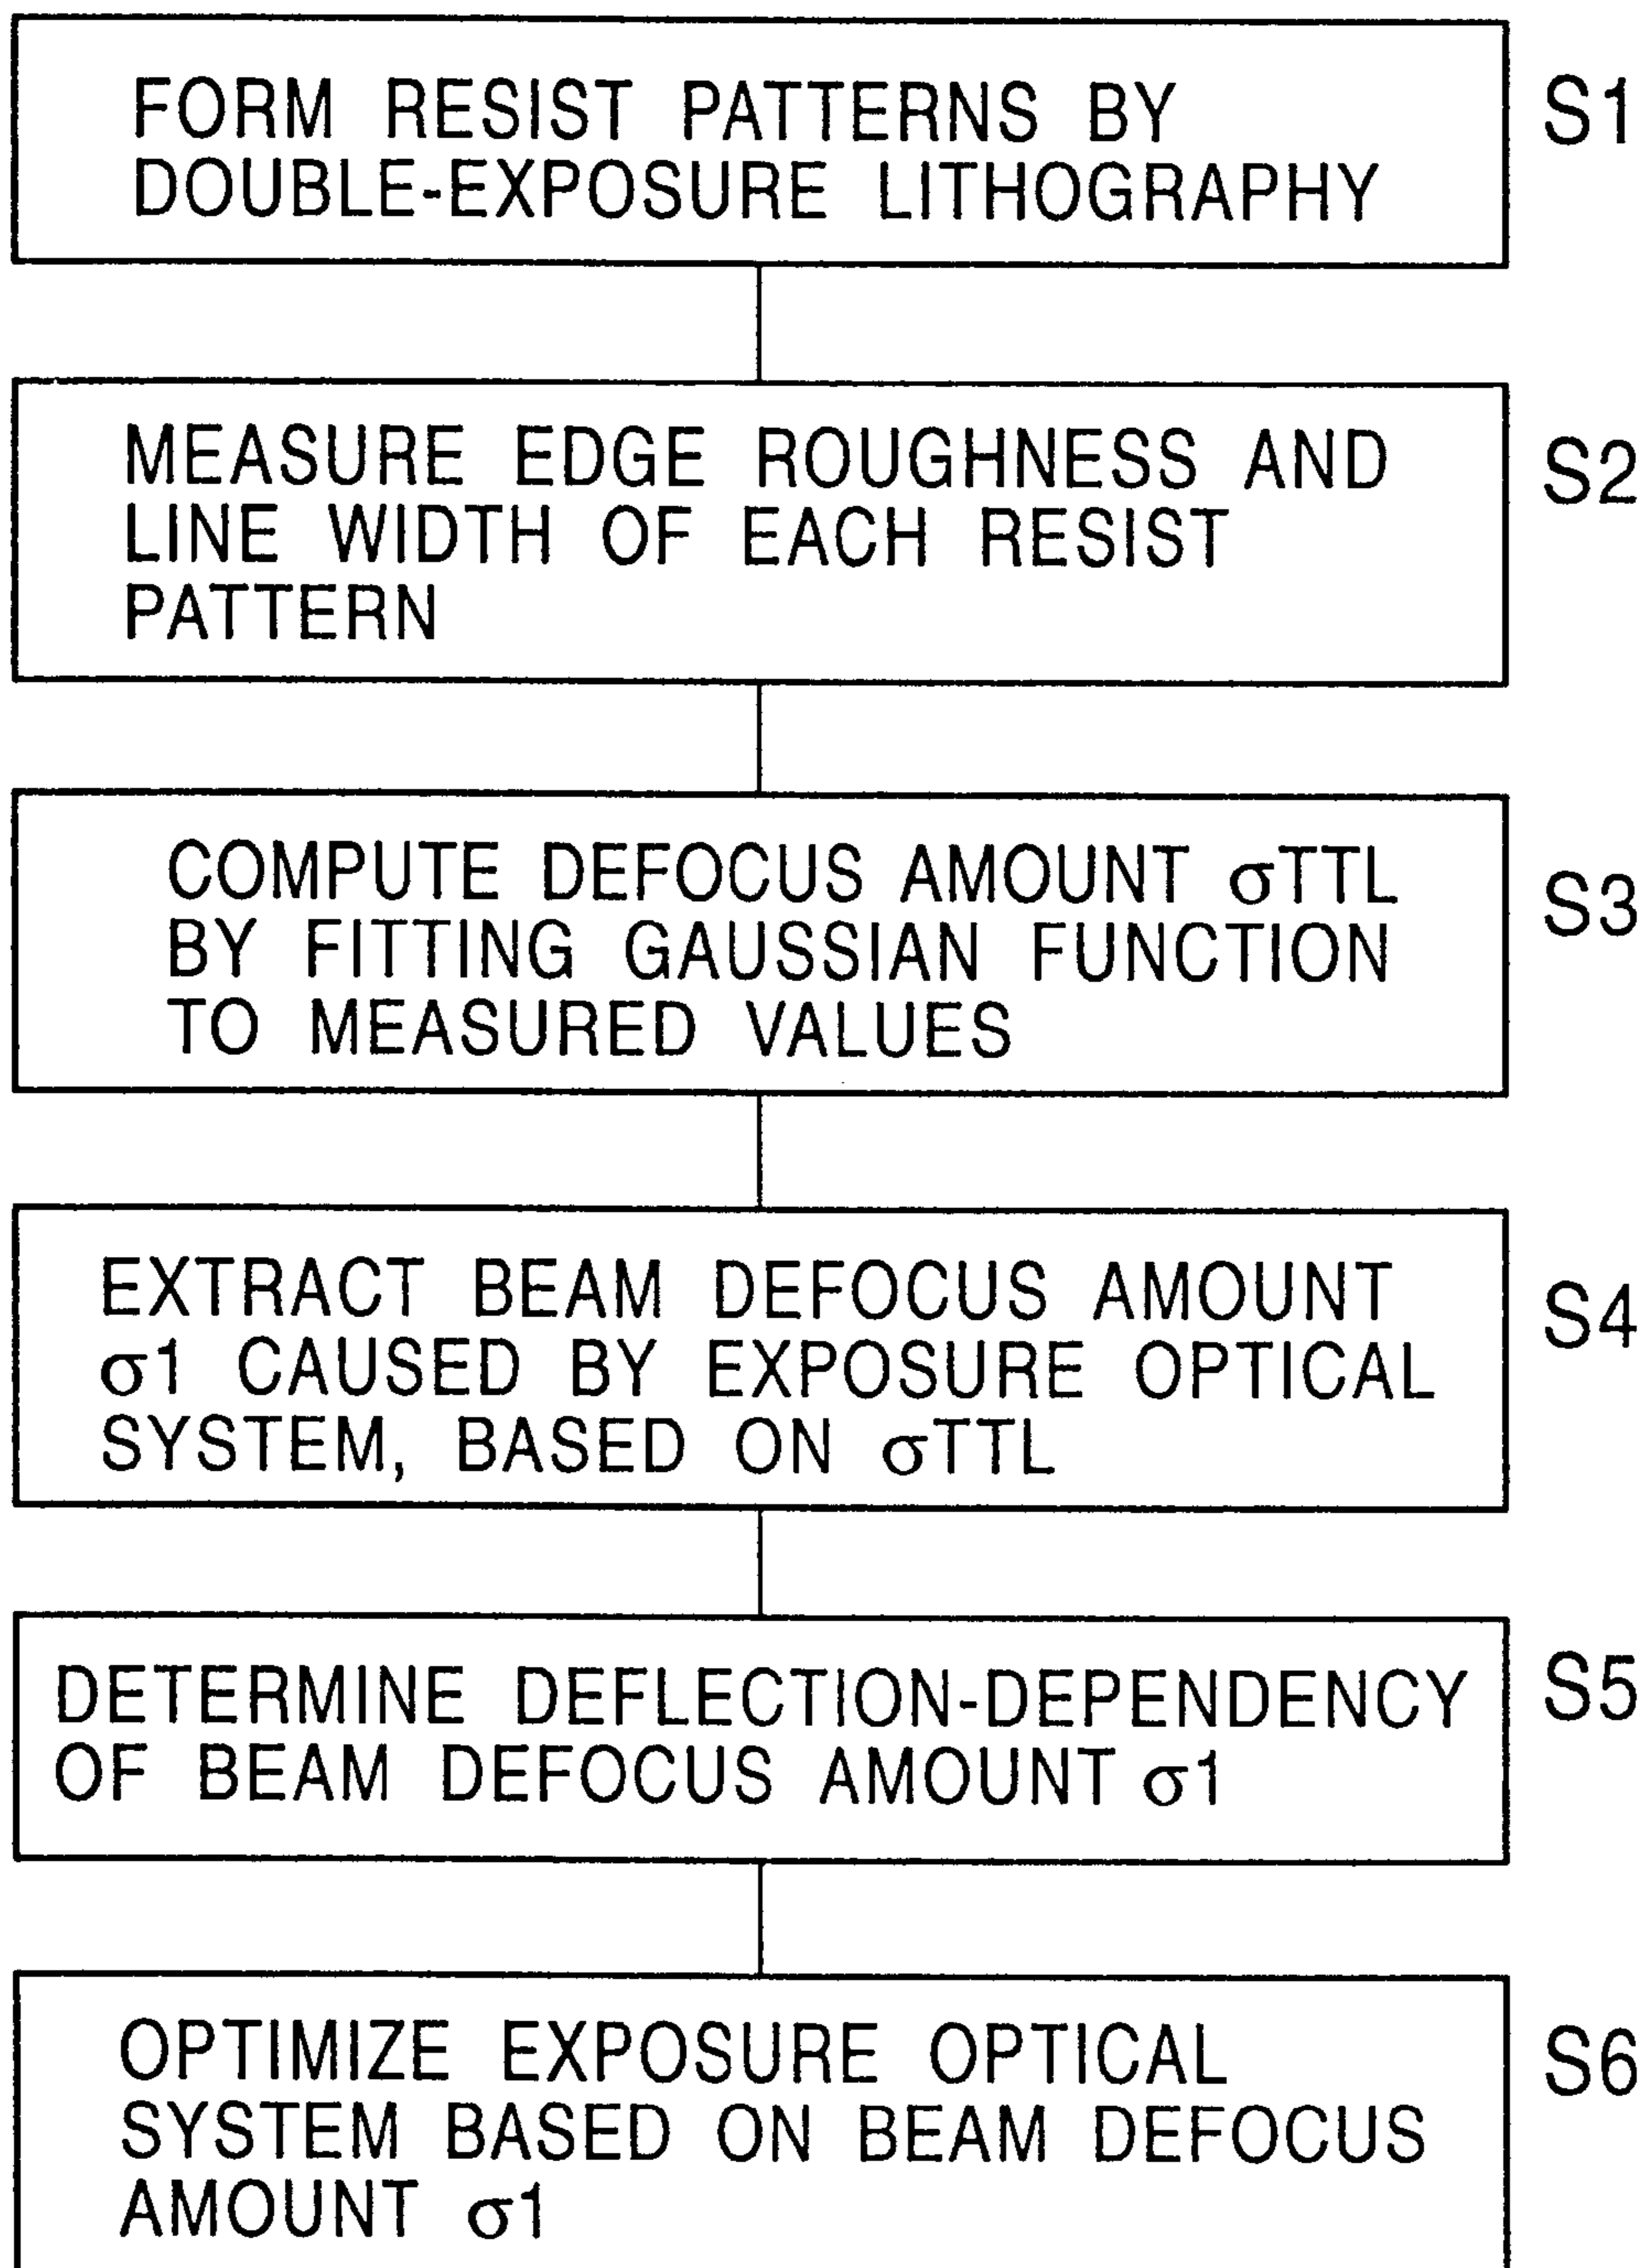 FORM RESIST PATTERNS BY
DOUBLE-EXPOSURE LITHOGRAPHY
S1
MEASURE EDGE ROUGHNESS AND
LINE WIDTH OF EACH RESIST
PATTERN
S2
COMPUTE DEFOCUS AMOUNT σTTL
BY FITTING GAUSSIAN FUNCTION
TO MEASURED VALUES
S3
EXTRACT BEAM DEFOCUS AMOUNT
σ1 CAUSED BY EXPOSURE OPTICAL
SYSTEM, BASED ON σTTL
S4
DETERMINE DEFLECTION-DEPENDENCY
OF BEAM DEFOCUS AMOUNT σ1
S5
OPTIMIZE EXPOSURE OPTICAL
SYSTEM BASED ON BEAM DEFOCUS
AMOUNT σ1
S6